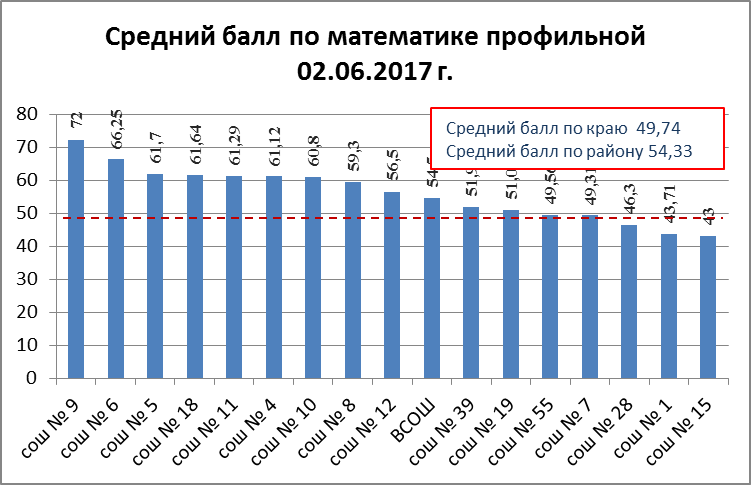 Средний балл по математике профильной
02.06.2017 г.
Средний балл по краю 49,74
Средний балл по району 54,33
80
70
60
50
40
30
20
10
0
72
66,25
61,7
61,64
61,29
61,12
60,8
59,3
56,5
49,31
46,3
43,71
43
сош № 9
сош № 6
сош № 5
сош № 18
сош № 11
сош № 4
сош № 10
сош № 8
сош № 12
ВСОШ
сош № 39
сош № 19
сош № 55
сош № 7
сош № 28
сош № 1
сош № 15